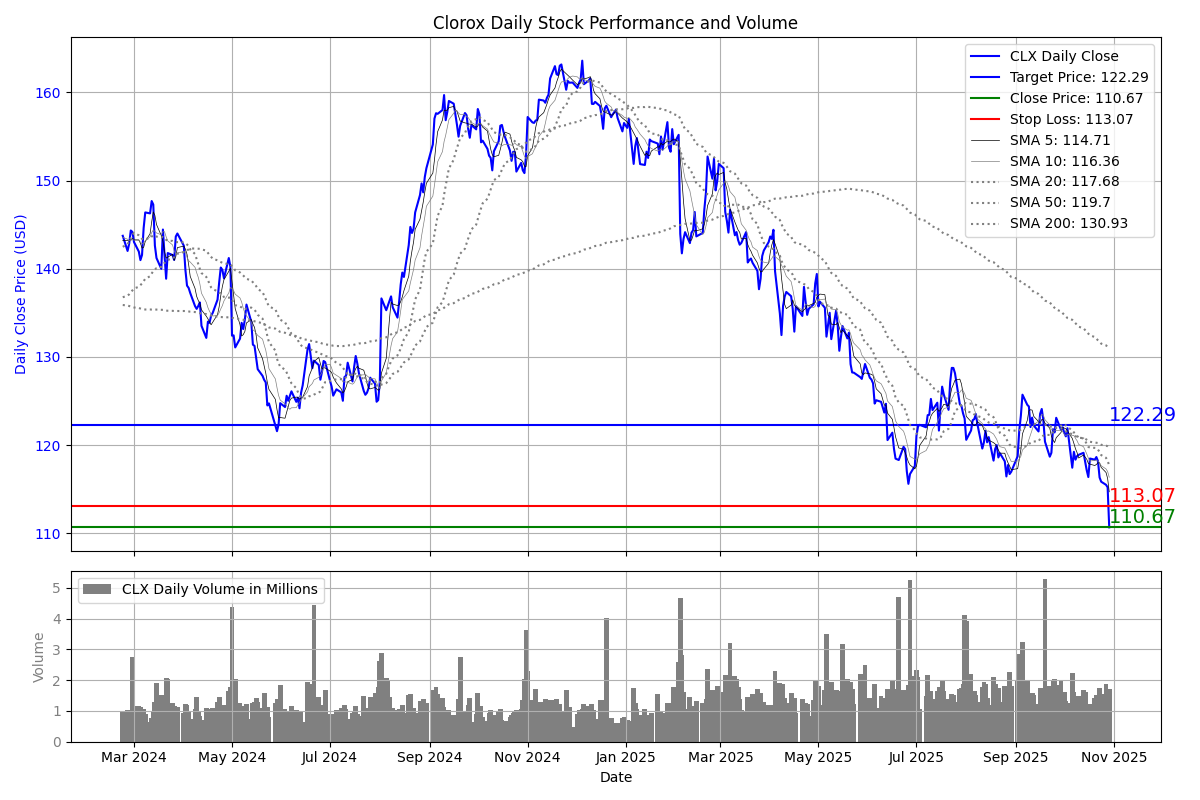 Clorox Daily Stock Performance and Volume
Daily Close Price (USD)
160
150
140
130
120
110
CLX Daily Close
Target Price: 122.29
Close Price: 110.67
Stop Loss: 113.07
SMA 5: 114.71
SMA 10: 116.36
SMA 20: 117.68
SMA 50: 119.7
SMA 200: 130.93
122.29
113.07
110.67
Volume
5
4
3
2
1
0
CLX Daily Volume in Millions
Mar 2024 May 2024 Jul 2024 Sep 2024 Nov 2024 Jan 2025 Mar 2025 May 2025 Jul 2025 Sep 2025 Nov 2025
Date